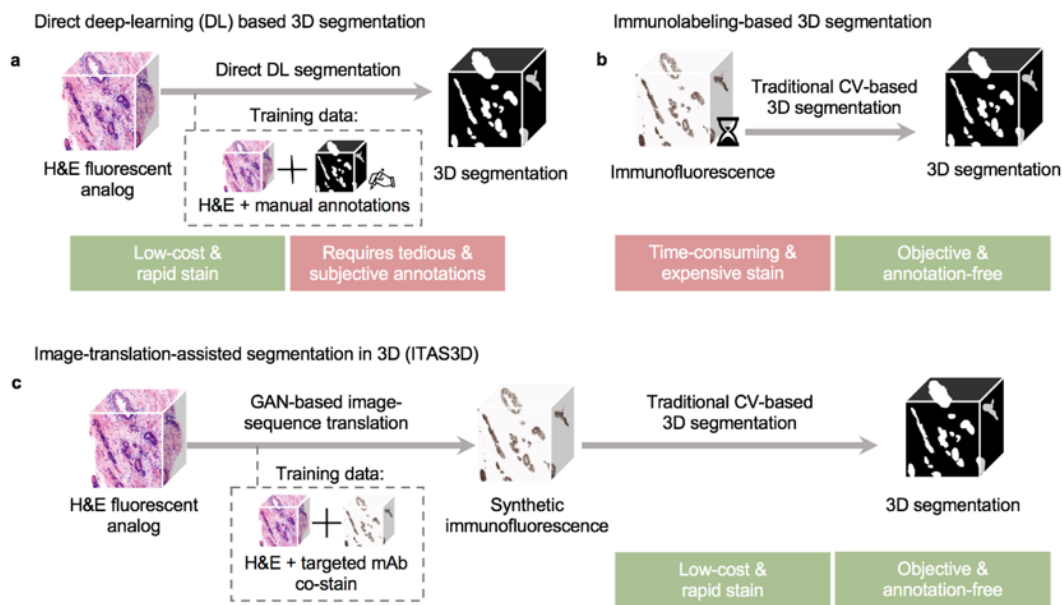 Direct deep-learning (DL) based 3D segmentation
a
Direct DL segmentation
Training data:
H&E + manual annotations
H&E fluorescent
analog
3D segmentation
Low-cost &
rapid stain
Requires tedious &
subjective annotations
Immunolabeling-based 3D segmentation
b
Traditional CV-based
3D segmentation
Immunofluorescence
3D segmentation
Time-consuming &
expensive stain
Objective &
annotation-free
Image-translation-assisted segmentation in 3D (ITAS3D)
c
GAN-based image-
sequence translation
Training data:
H&E + targeted mAb
co-stain
H&E fluorescent
analog
Synthetic
immunofluorescence
Traditional CV-based
3D segmentation
3D segmentation
Low-cost &
rapid stain
Objective &
annotation-free